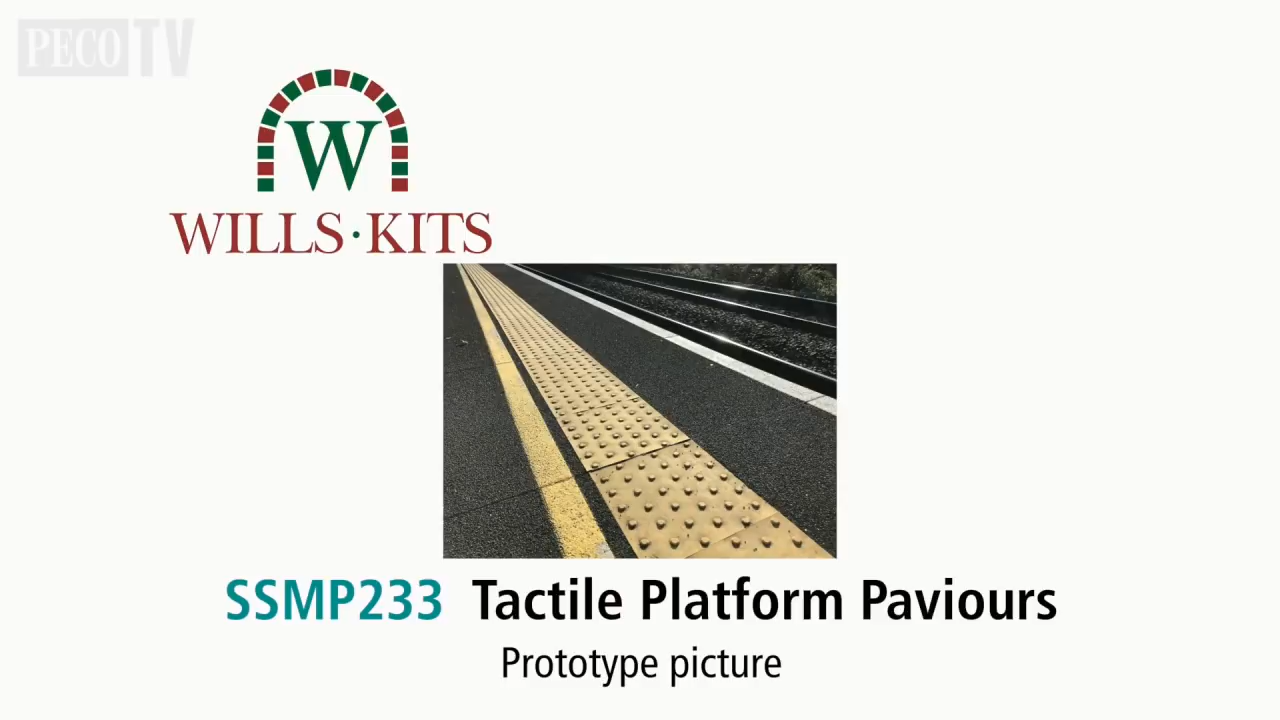 PECO TV
W
WILLS·KITS
SSMP233 Tactile Platform Paviours
Prototype picture